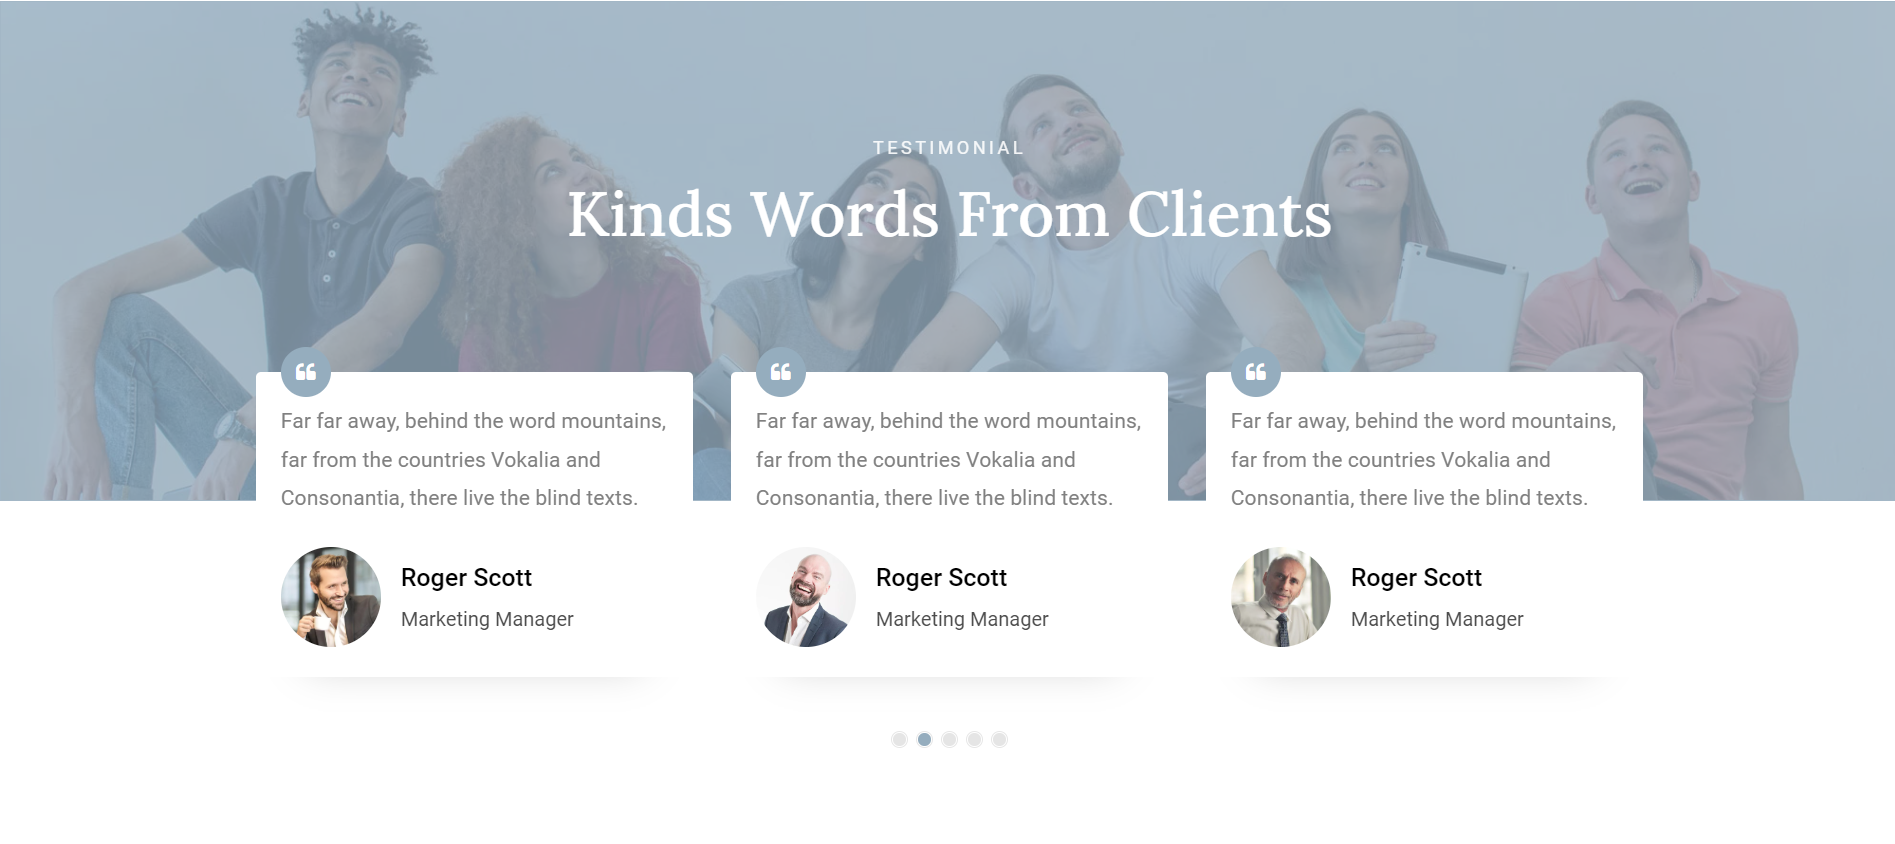 TESTIMONIAL
Kinds Words From Clients
Far far away, behind the word mountains,
far from the countries Vokalia and
Consonantia, there live the blind texts.
Roger Scott
Marketing Manager
Far far away, behind the word mountains,
far from the countries Vokalia and
Consonantia, there live the blind texts.
Roger Scott
Marketing Manager
Far far away, behind the word mountains,
far from the countries Vokalia and
Consonantia, there live the blind texts.
Roger Scott
Marketing Manager